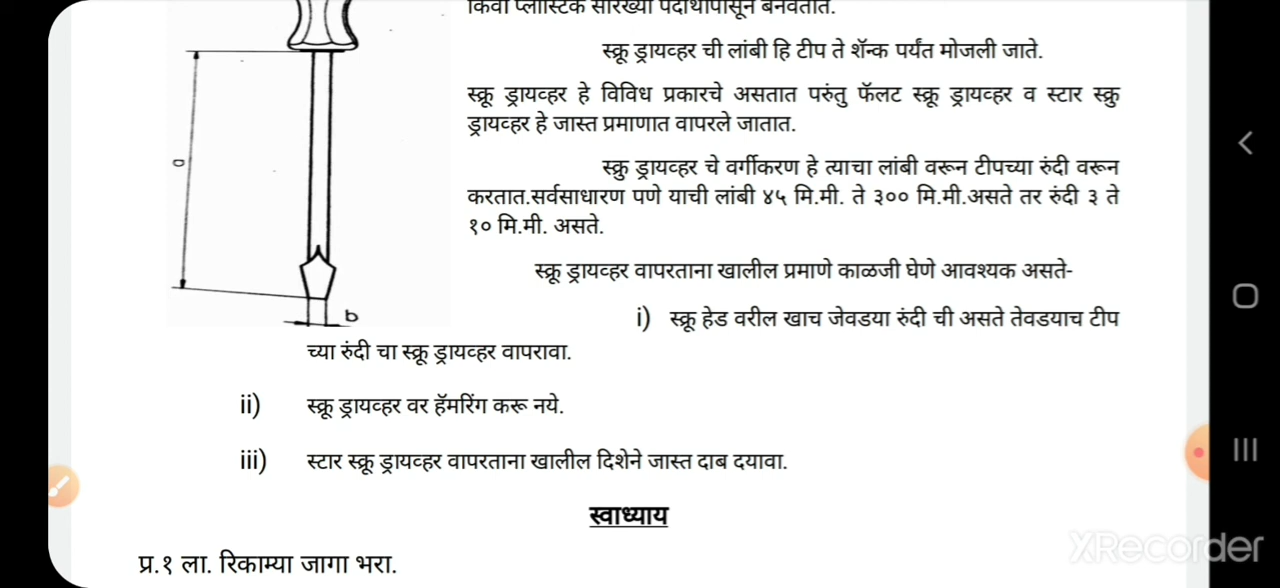 किंवा प्लास्टिक सारख्या पदार्थापासून बनवतात.
स्क्रू ड्रायव्हर ची लांबी हि टीप ते शॅन्क पर्यंत मोजली जाते.
स्क्रू ड्रायव्हर हे विविध प्रकारचे असतात परुंतु फॅलट स्क्रू ड्रायव्हर व स्टार स्क्रु
ड्रायव्हर हे जास्त प्रमाणात वापरले जातात.
स्क्रु ड्रायव्हर चे वर्गीकरण हे त्याचा लांबी वरून टीपच्या रुंदी वरून
करतात.सर्वसाधारण पणे याची लांबी ४५ मि.मी. ते ३०० मि.मी.असते तर रुंदी ३ ते
१० मि.मी. असते.
स्क्रू ड्रायव्हर वापरताना खालील प्रमाणे काळजी घेणे आवश्यक असते-
i) स्क्रू हेड वरील खाच जेवडया रुंदी ची असते तेवडयाच टीप
च्या रुंदी चा स्क्रू ड्रायव्हर वापरावा.
ii) स्क्रू ड्रायव्हर वर हॅमरिंग करू नये.
iii) स्टार स्क्रू ड्रायव्हर वापरताना खालील दिशेने जास्त दाब दयावा.
स्वाध्याय
प्र.१ ला. रिकाम्या जागा भरा.
a
b
XRecorder